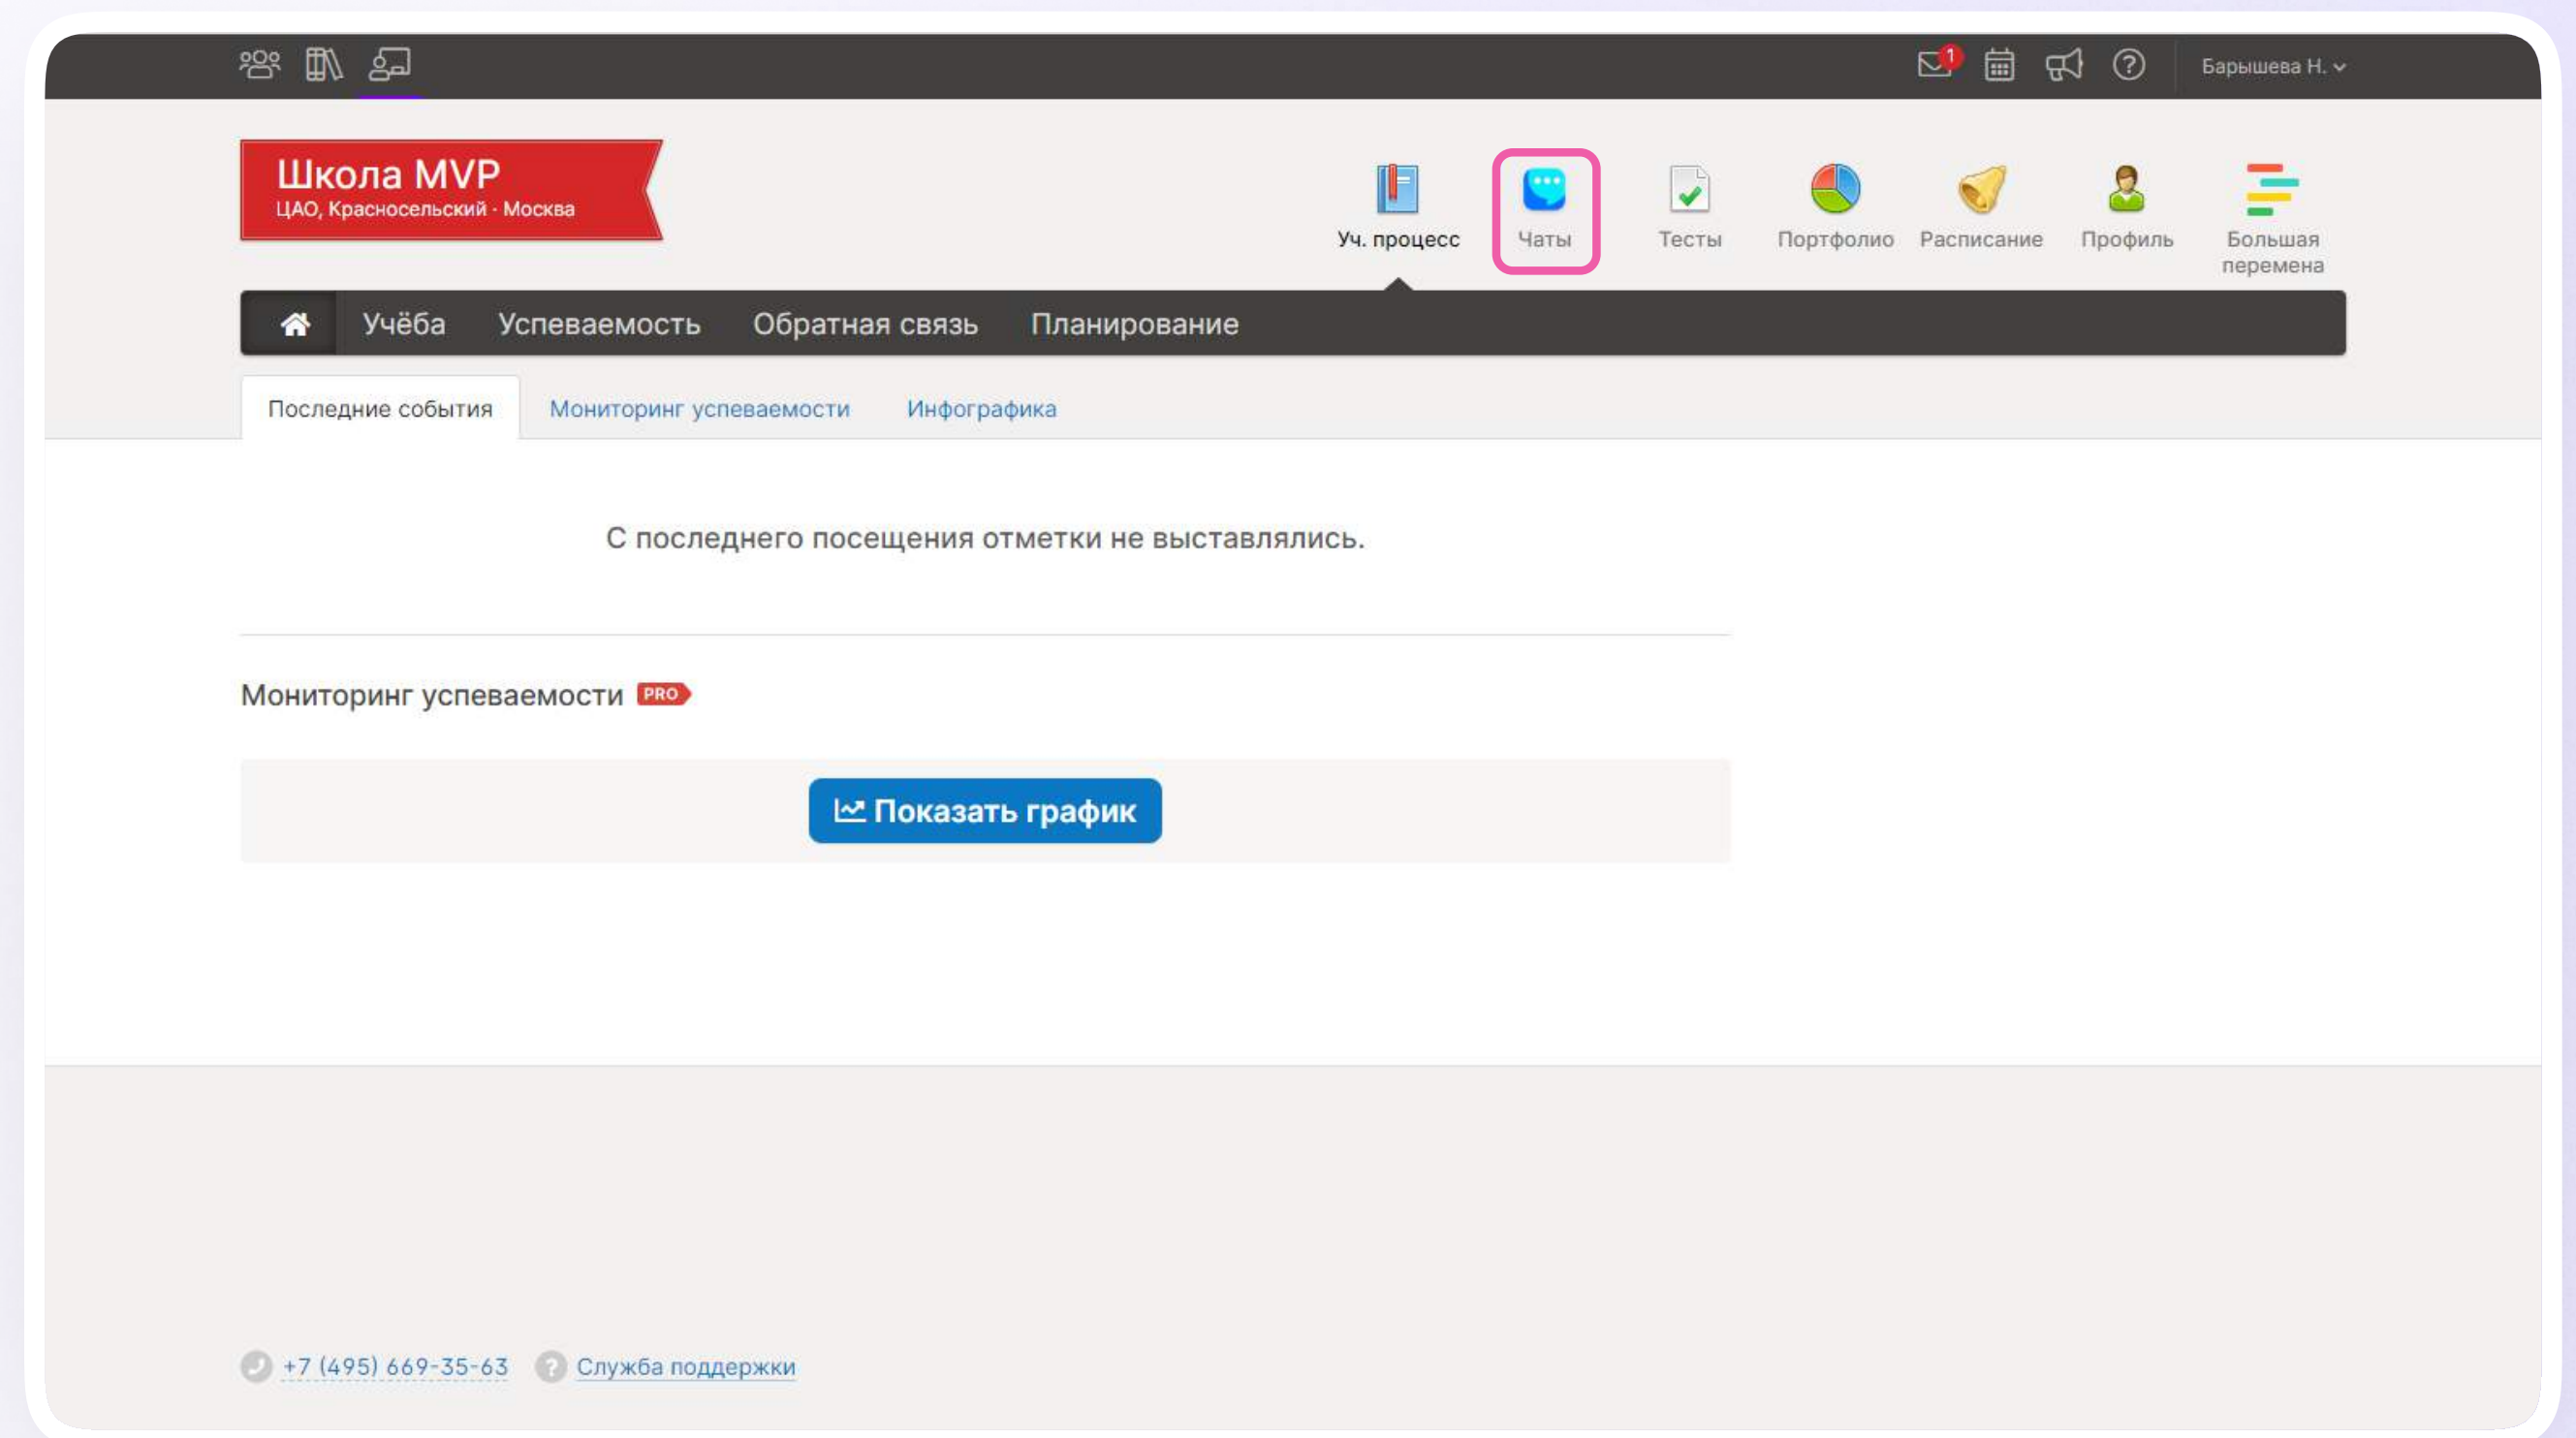 1
Барышева Н.
Школа MVP
ЦАО, Красносельский · Москва
Уч. процесс
Чаты
Тесты
Портфолио
Расписание
Профиль
Большая
перемена
Учёба
Успеваемость
Обратная связь
Планирование
Последние события
Мониторинг успеваемости
Инфографика
С последнего посещения отметки не выставлялись.
Мониторинг успеваемости PRO
Показать график
+7 (495) 669-35-63
Служба поддержки